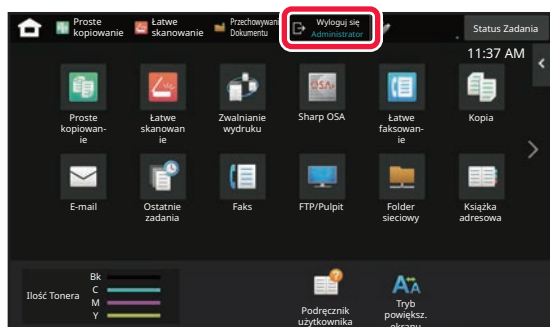 Proste kopiowanie
Łatwe skanowanie
Przechowywani Dokumentu
Wyloguj się
Administrator
Status Zadania
11:37 AM
Proste
kopiowan-
ie
Łatwe
skanowan
ie
Zwalnianie
wydruku
Sharp OSA
Łatwe
faksowan-
ie
Kopia
E-mail
Ostatnie
zadania
Faks
FTP/Pulpit
Folder
sieciowy
Książka
adresowa
Ilość Tonera
Bk
C
M
Y
Podręcznik
użytkownika
Tryb
powiększ.
ekranu